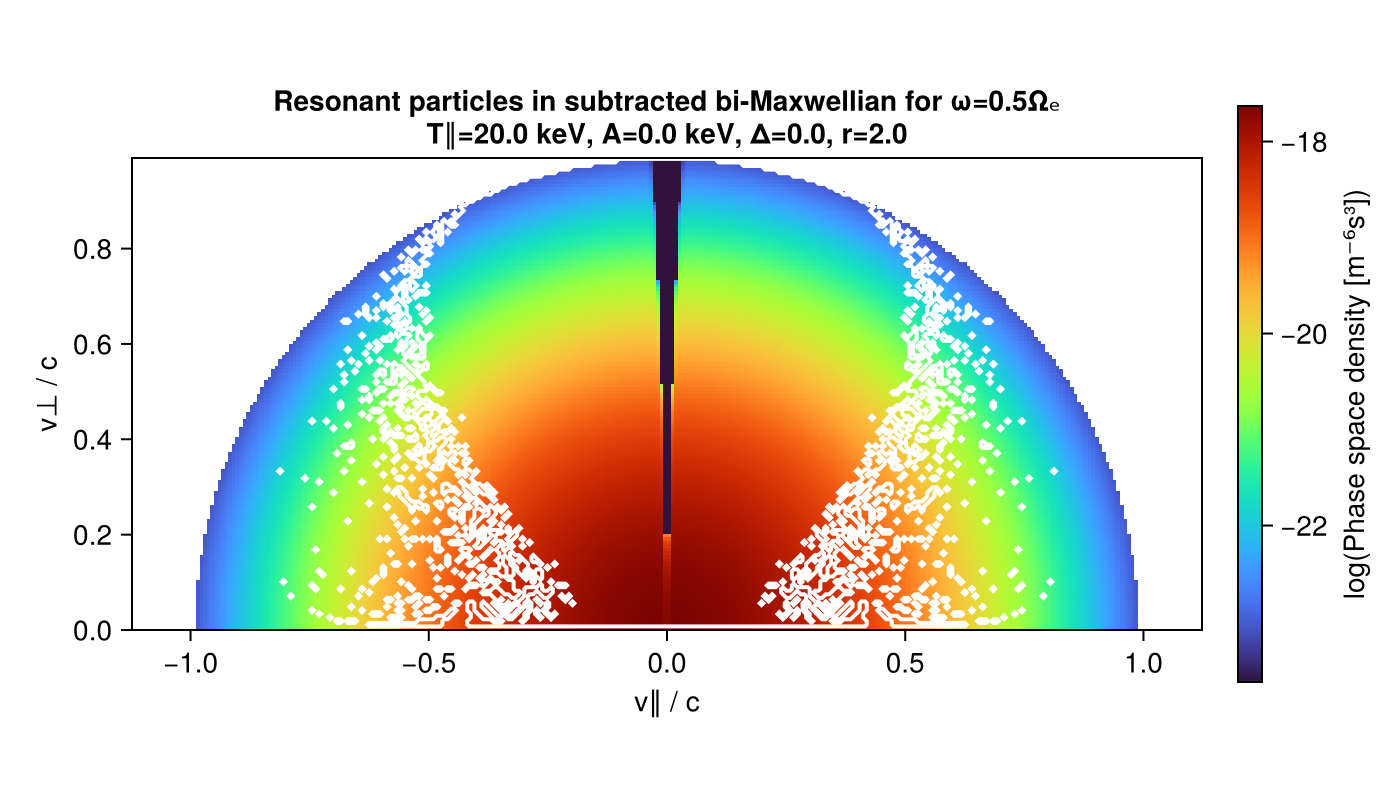 Resonant particles in subtracted bi-Maxwellian for ω=0.5Ωₑ
T∥=20.0 keV, A=0.0 keV, Δ=0.0, r=2.0
0.8
0.6
0.4
0.2
0.0
v⊥ / c
−1.0
−0.5
0.0
0.5
1.0
v∥ / c
−18
−20
−22
log(Phase space density [m⁻⁶s³])